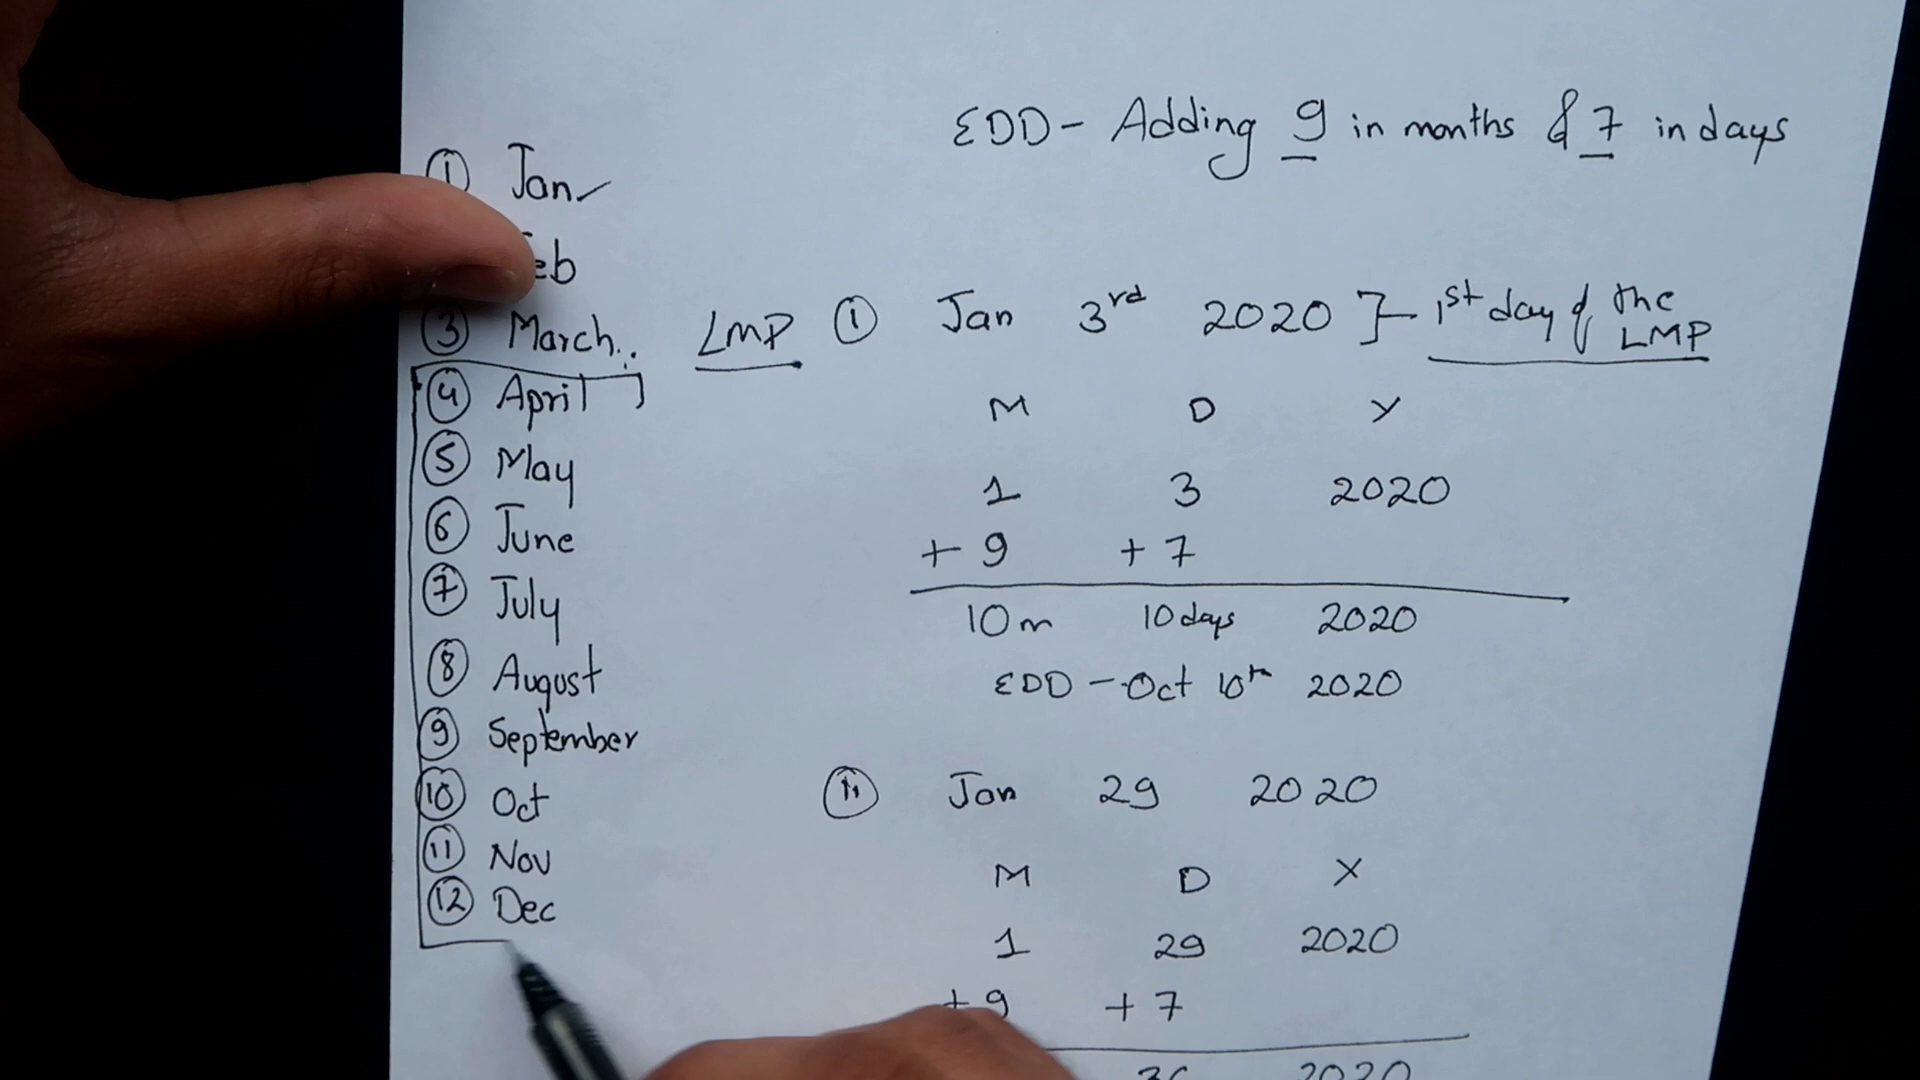 EDD - Adding 9 in months & 7 in days
① Jan
eb
③ March
④ April
⑤ May
⑥ June
⑦ July
⑧ August
⑨ September
⑩ Oct
⑪ Nov
⑫ Dec
LMP ① Jan 3rd 2020 }- 1st day of the LMP
M D Y
1 3 2020
+ 9 + 7
10 m 10 days 2020
EDD - Oct 10th 2020
Jan 29 2020
M D Y
1 29 2020
+ 9 + 7
36 2020